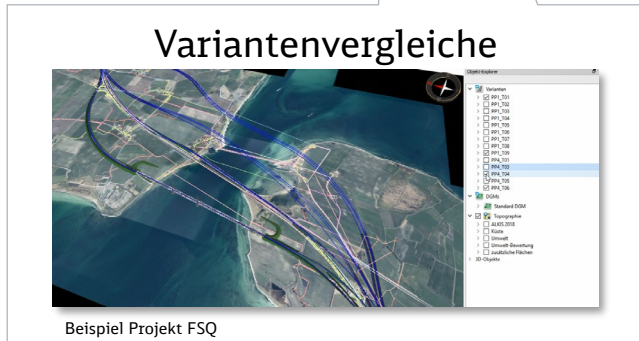 Variantenvergleiche
Objekt-Explorer
Varianten
PP1_T01
PP1_T02
PP1_T03
PP1_T04
PP1_T05
PP1_T06
PP1_T07
PP1_T08
PP1_T09
PP4_T01
PP4_T03
PP4_T04
PP4_T05
PP4_T06
DGMs
Standard DGM
Topographie
ALKIS 2018
Küste
Umwelt
Umwelt-Bewertung
zusätzliche Flächen
3D-Objekte
Beispiel Projekt FSQ